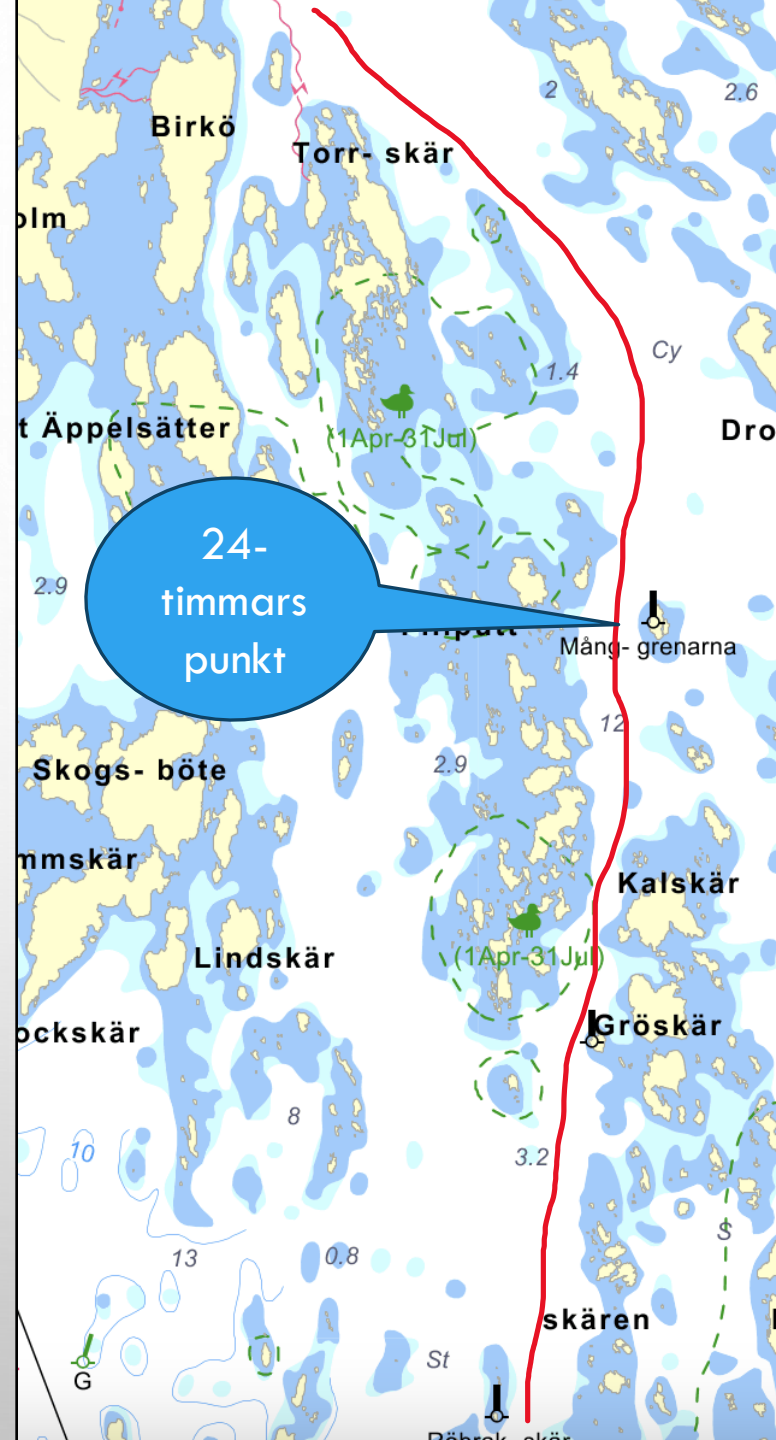 2
2.6
Birkö
Torr- skär
olm
Cy
1.4
t Äppelsätter
Dro
(1Apr-31Jul)
24-
timmars
punkt
2.9
Mång- grenarna
12
2.9
Skogs- böte
mmskär
Kalskär
Lindskär
(1Apr-31Jul)
Gröskär
ockskär
8
10
3.2
S
13
0.8
skären
St
G